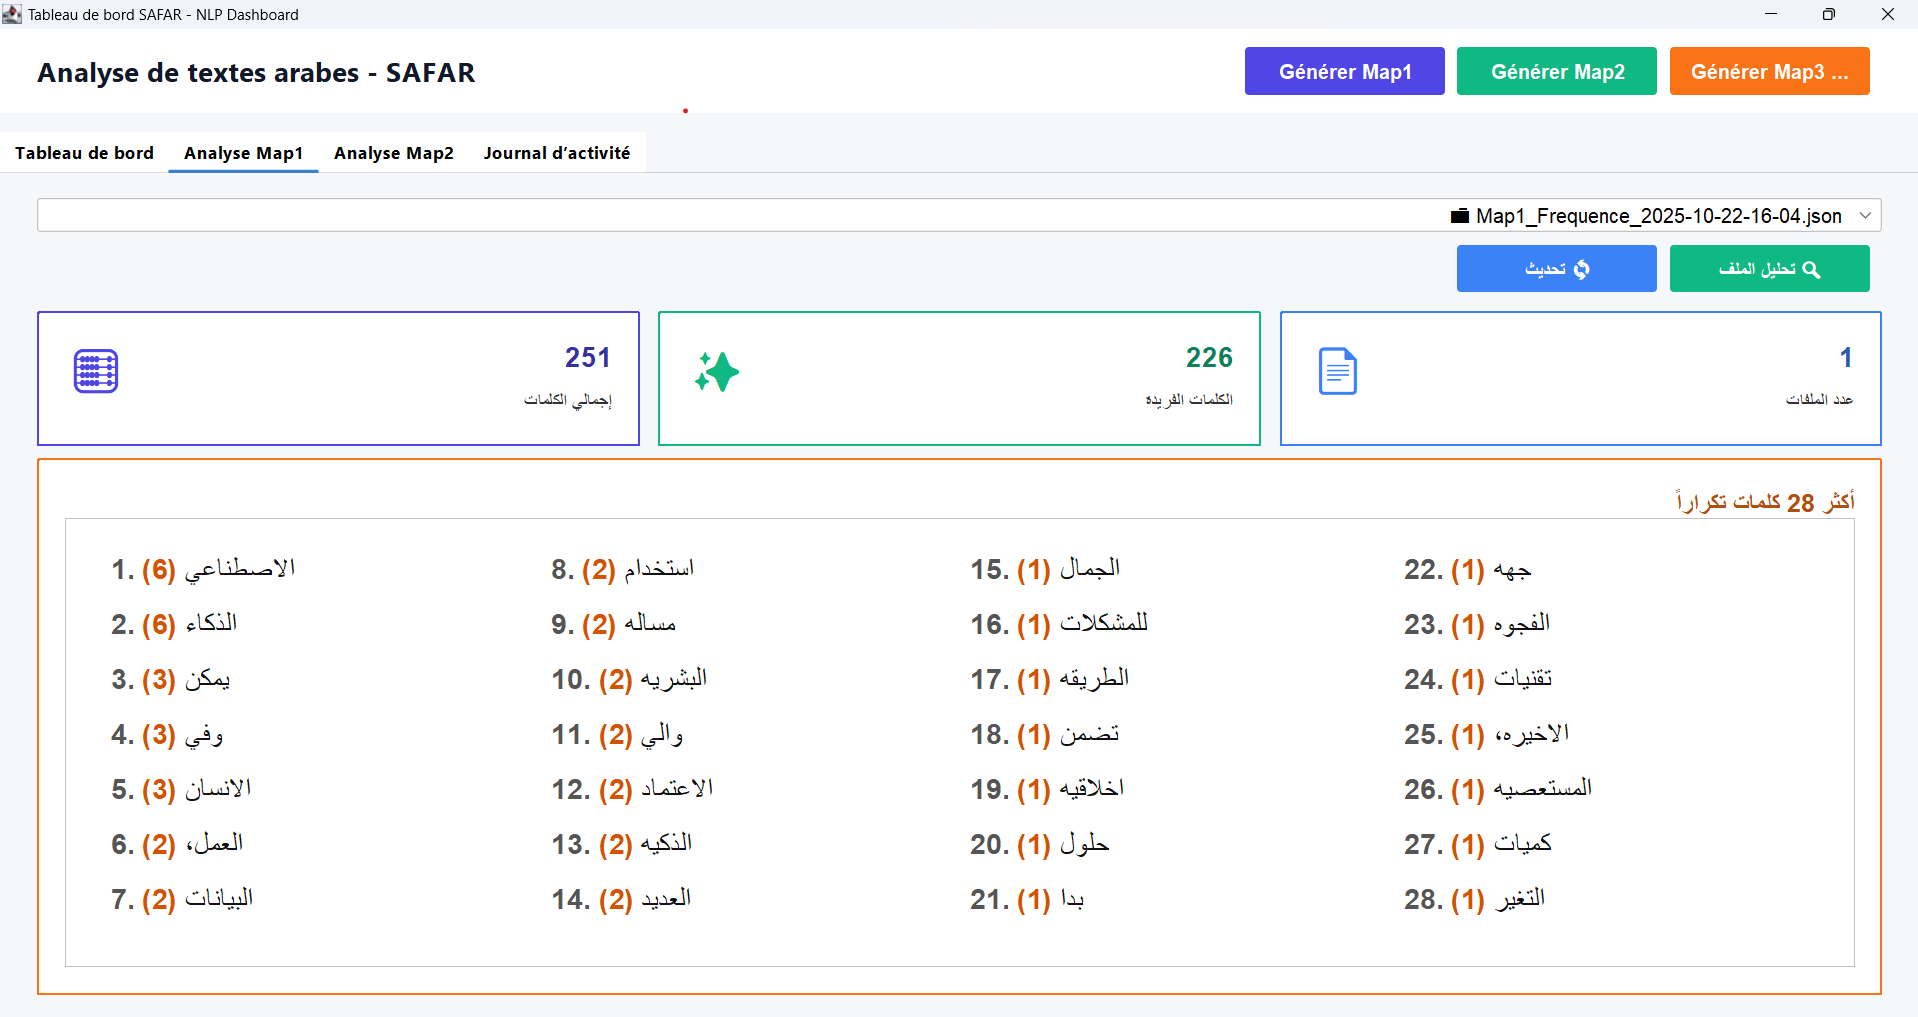 Tableau de bord SAFAR - NLP Dashboard
Analyse de textes arabes - SAFAR
Générer Map1
Générer Map2
Générer Map3 ...
Tableau de bord
Analyse Map1
Analyse Map2
Journal d’activité
Map1_Frequence_2025-10-22-16-04.json
تحليل الملف
تحديث
251
إجمالي الكلمات
226
الكلمات الفريدة
1
عدد الملفات
أكثر 28 كلمات تكراراً
1. (6) الاصطناعي
2. (6) الذكاء
3. (3) يمكن
4. (3) وفي
5. (3) الانسان
6. (2) العمل،
7. (2) البيانات
8. (2) استخدام
9. (2) مساله
10. (2) البشريه
11. (2) والي
12. (2) الاعتماد
13. (2) الذكيه
14. (2) العديد
15. (1) الجمال
16. (1) للمشكلات
17. (1) الطريقه
18. (1) تضمن
19. (1) اخلاقيه
20. (1) حلول
21. (1) بدا
22. (1) جهه
23. (1) الفجوه
24. (1) تقنيات
25. (1) الاخيره،
26. (1) المستعصيه
27. (1) كميات
28. (1) التغير